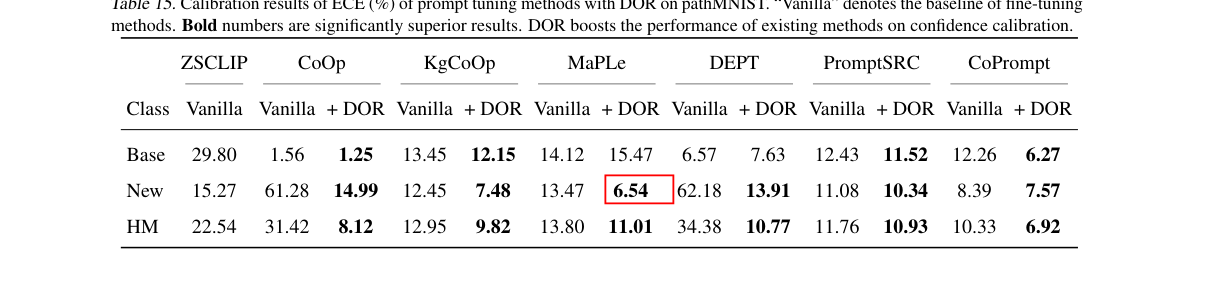 Table 15. Calibration results of ECE (%) of prompt tuning methods with DOR on pathMNIST. “Vanilla” denotes the baseline of fine-tuning
methods. Bold numbers are significantly superior results. DOR boosts the performance of existing methods on confidence calibration.
ZSCLIP CoOp KgCoOp MaPLe DEPT PromptSRC CoPrompt
Class Vanilla Vanilla + DOR Vanilla + DOR Vanilla + DOR Vanilla + DOR Vanilla + DOR Vanilla + DOR
Base 29.80 1.56 1.25 13.45 12.15 14.12 15.47 6.57 7.63 12.43 11.52 12.26 6.27
New 15.27 61.28 14.99 12.45 7.48 13.47 6.54 62.18 13.91 11.08 10.34 8.39 7.57
HM 22.54 31.42 8.12 12.95 9.82 13.80 11.01 34.38 10.77 11.76 10.93 10.33 6.92